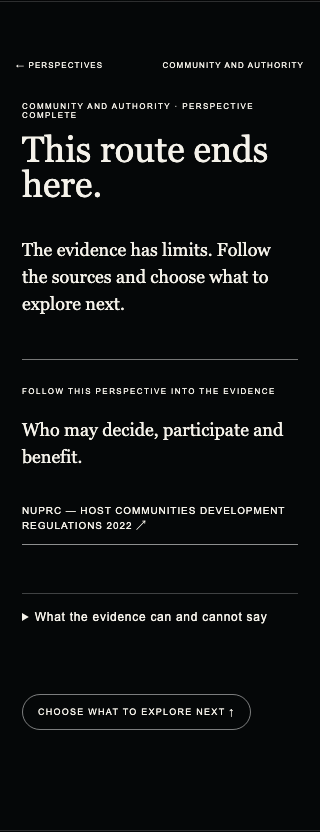 ← PERSPECTIVES
COMMUNITY AND AUTHORITY
COMMUNITY AND AUTHORITY · PERSPECTIVE
COMPLETE
This route ends
here.
The evidence has limits. Follow
the sources and choose what to
explore next.
FOLLOW THIS PERSPECTIVE INTO THE EVIDENCE
Who may decide, participate and
benefit.
NUPRC — HOST COMMUNITIES DEVELOPMENT
REGULATIONS 2022 ↗
▶ What the evidence can and cannot say
CHOOSE WHAT TO EXPLORE NEXT ↑